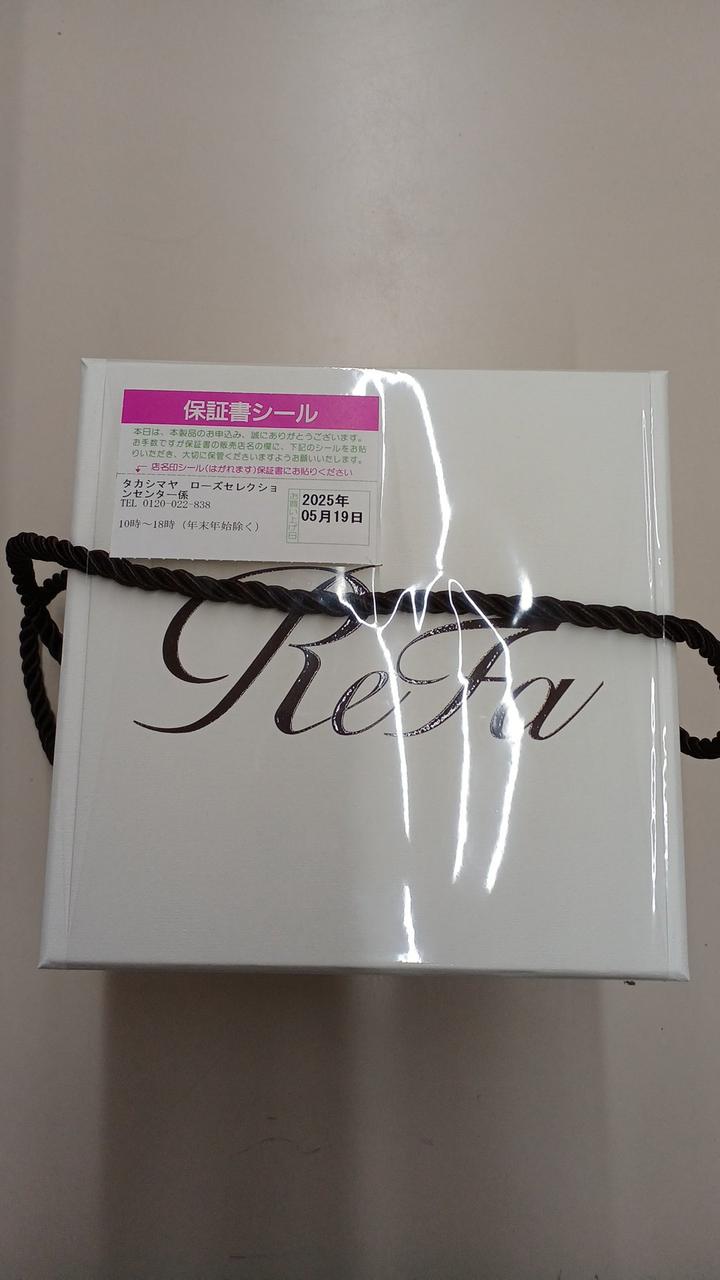 保証書シール
本日は、本製品のお申込み、誠にありがとうございます。
お手数ですが保証書の販売店名の欄に、下記のシールをお貼
りいただき、大切に保管くださいますようお願いいたします。
店名印シール(はがれます)保証書にお貼りください
タカシマヤ ローズセレクショ
ンセンター係
TEL 0120-022-838
10時～18時（年末年始除く）
お買い上げ日
2025年
05月19日
ReFa